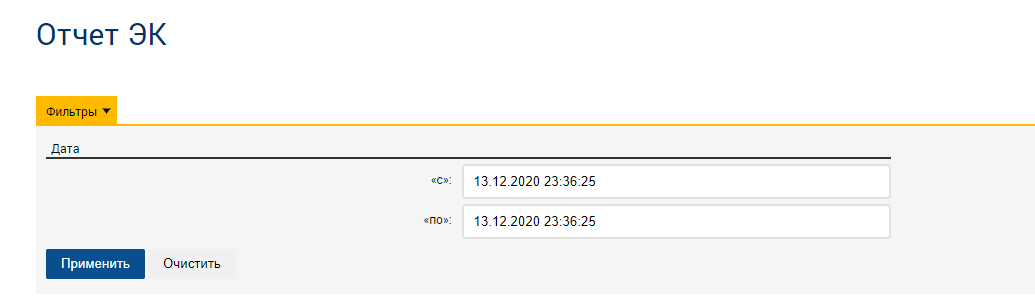 Отчет ЭК
Фильтры
Дата
«с»: 13.12.2020 23:36:25
«по»: 13.12.2020 23:36:25
Применить Очистить